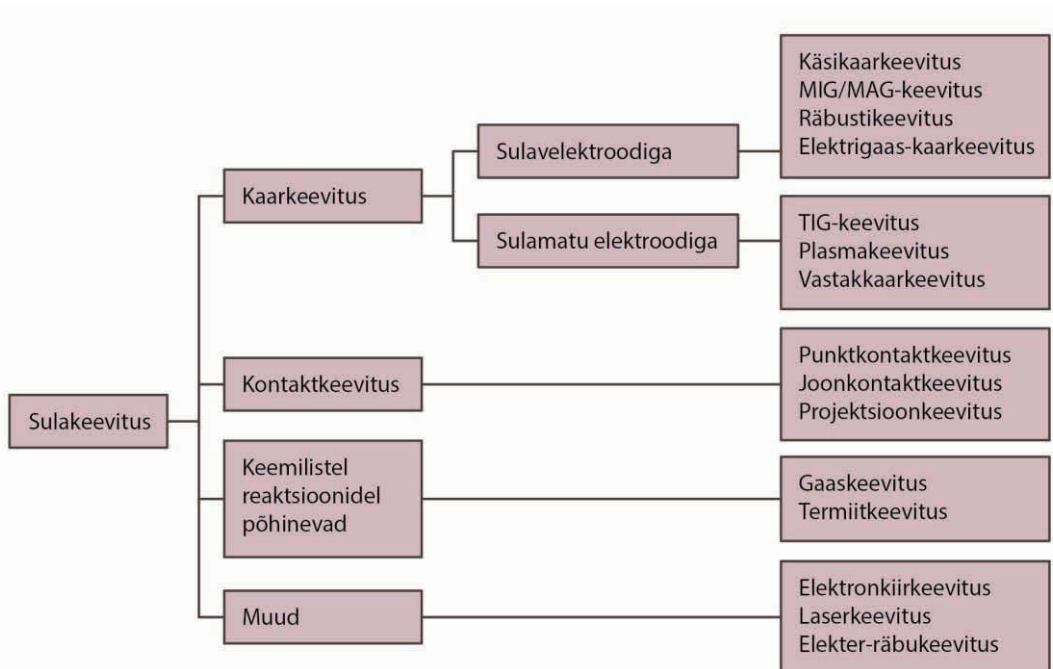 Sulakeevitus
Kaarkeevitus
Sulavelektroodiga
Käsikaarkeevitus
MIG/MAG-keevitus
Räbustikeevitus
Elektrigaas-kaarkeevitus
Sulamatu elektroodiga
TIG-keevitus
Plasmakeevitus
Vastakkaarkeevitus
Kontaktkeevitus
Punktkontaktkeevitus
Joonkontaktkeevitus
Projektsioonkeevitus
Keemilistel
reaktsioonidel
põhinevad
Gaaskeevitus
Termiitkeevitus
Muud
Elektronkiirkeevitus
Laserkeevitus
Elekter-räbukeevitus